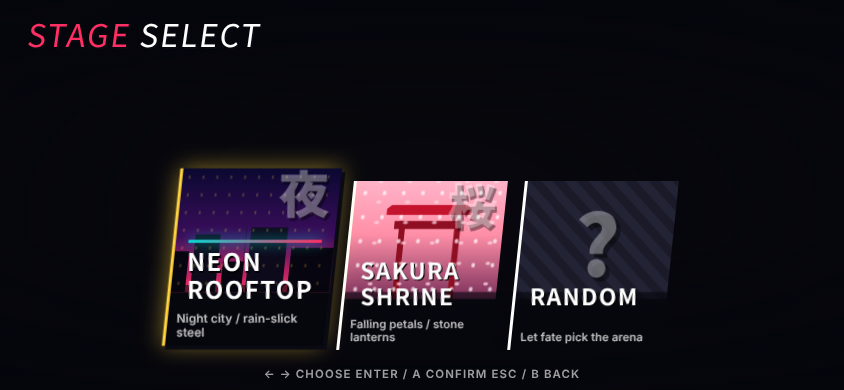 STAGE SELECT
夜
NEON
ROOFTOP
Night city / rain-slick
steel
桜
SAKURA
SHRINE
Falling petals / stone
lanterns
?
RANDOM
Let fate pick the arena
← → CHOOSE ENTER / A CONFIRM ESC / B BACK